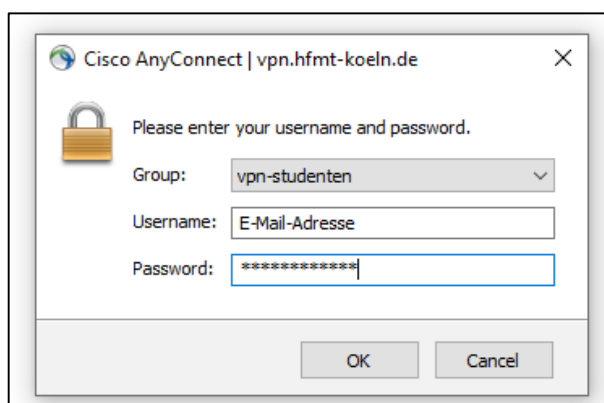 Cisco AnyConnect | vpn.hfmt-koeln.de
Please enter your username and password.
Group: vpn-studenten
Username: E-Mail-Adresse
Password: ************
OK Cancel